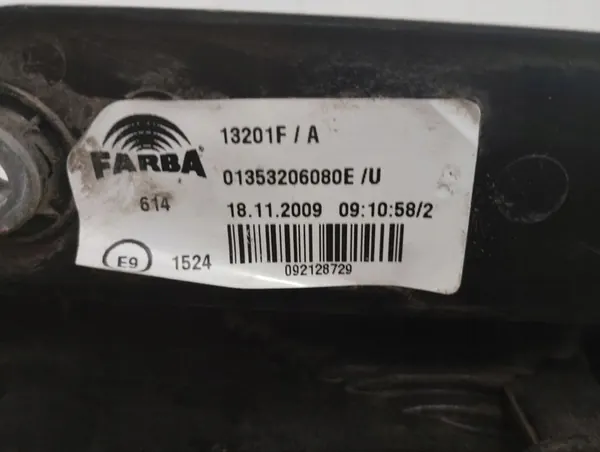 FARBA
13201F / A
01353206080E /U
614
18.11.2009 09:10:58/2
E9 1524
092128729